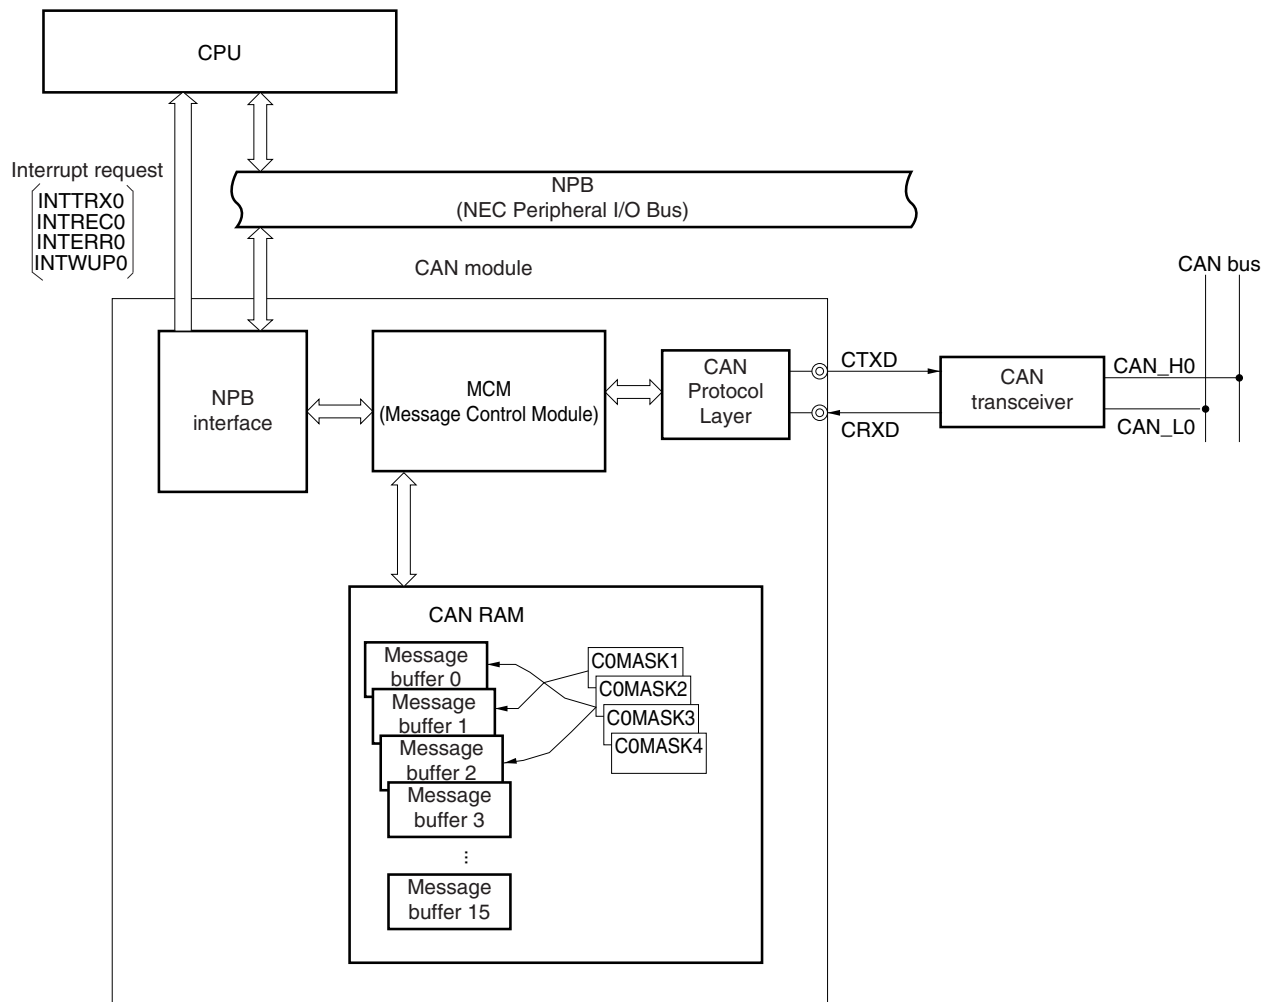 CPU
Interrupt request
INTTRX0
INTREC0
INTERR0
INTWUP0
NPB
(NEC Peripheral I/O Bus)
CAN module
CAN bus
NPB
interface
MCM
(Message Control Module)
CAN
Protocol
Layer
CTXD
CRXD
CAN
transceiver
CAN_H0
CAN_L0
CAN RAM
Message
buffer 0
Message
buffer 1
Message
buffer 2
Message
buffer 3
...
Message
buffer 15
C0MASK1
C0MASK2
C0MASK3
C0MASK4